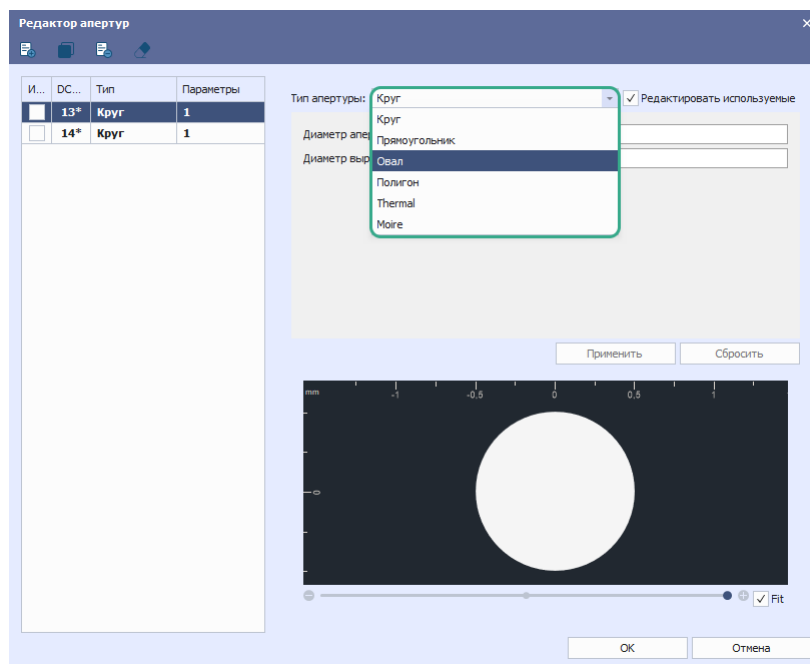 Редактор апертур
И... DC... Тип Параметры
13* Круг 1
14* Круг 1
Тип апертуры: Круг Редактировать используемые
Круг
Прямоугольник
Овал
Полигон
Thermal
Moire
Диаметр
Диаметр
Применить Сбросить
mm -1 -0,5 0 0,5 1
0
Fit
OK Отмена